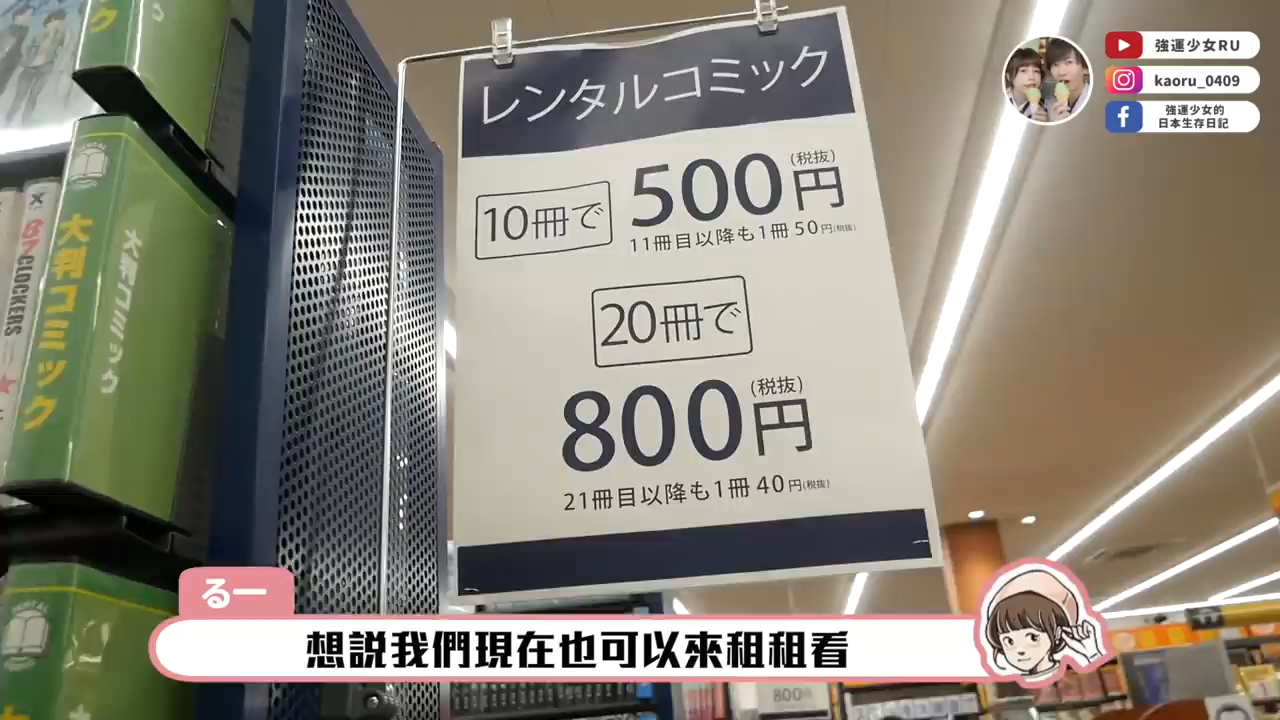 レンタルコミック
10冊で
500円
(税抜)
11冊目以降も1冊50円(税抜)
20冊で
800円
(税抜)
21冊目以降も1冊40円(税抜)
大判コミック
大判コミック
CLOCKERS
強運少女RU
kaoru_0409
強運少女的
日本生存日記
るー
想説我們現在也可以來租租看